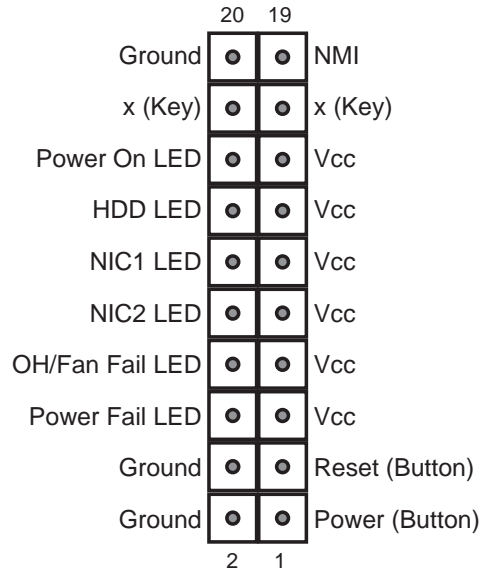 20 19
Ground NMI
x (Key) x (Key)
Power On LED Vcc
HDD LED Vcc
NIC1 LED Vcc
NIC2 LED Vcc
OH/Fan Fail LED Vcc
Power Fail LED Vcc
Ground Reset (Button)
Ground Power (Button)
2 1